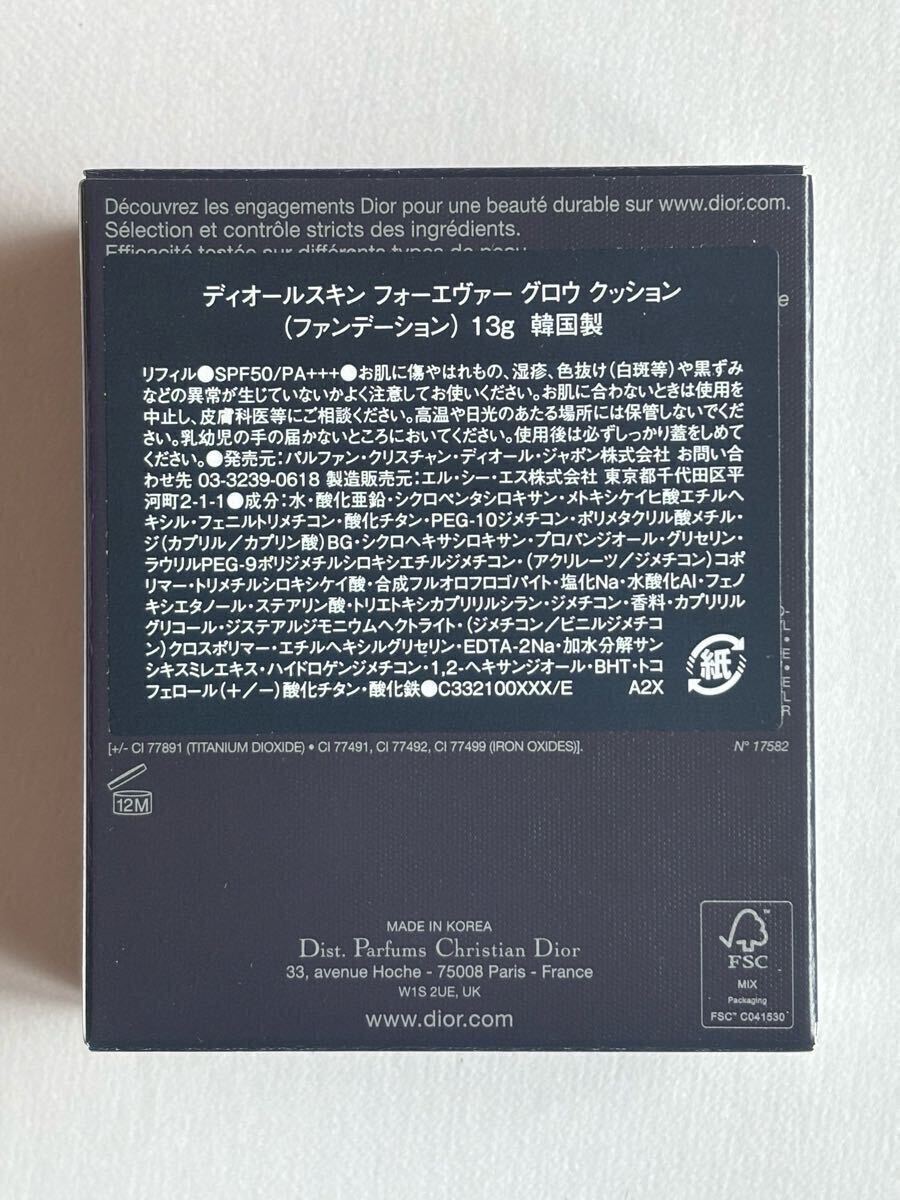 Découvrez les engagements Dior pour une beauté durable sur www.dior.com.
Sélection et contrôle stricts des ingrédients.
Efficacité testée sur différents types de peau.
ディオールスキン フォーエヴァー グロウ クッション
(ファンデーション) 13g 韓国製
リフィル●SPF50/PA+++●お肌に傷やはれもの、湿疹、色抜け(白斑等)や黒ずみ
などの異常が生じていないかよく注意してお使いください。お肌に合わないときは使用を
中止し、皮膚科医等にご相談ください。高温や日光のあたる場所には保管しないでくだ
さい。乳幼児の手の届かないところにおいてください。使用後は必ずしっかり蓋をしめて
ください。●発売元:パルファン・クリスチャン・ディオール・ジャポン株式会社 お問い合
わせ先 03-3239-0618 製造販売元:エル・シー・エス株式会社 東京都千代田区平
河町2-1-1●成分:水・酸化亜鉛・シクロペンタシロキサン・メトキシケイヒ酸エチルヘ
キシル・フェニルトリメチコン・酸化チタン・PEG-10ジメチコン・ポリメタクリル酸メチル・
ジ(カプリル/カプリン酸)BG・シクロヘキサシロキサン・プロパンジオール・グリセリン・
ラウリルPEG-9ポリジメチルシロキシエチルジメチコン・(アクリレーツ/ジメチコン)コポ
リマー・トリメチルシロキシケイ酸・合成フルオロフロゴパイト・塩化Na・水酸化Al・フェノ
キシエタノール・ステアリン酸・トリエトキシカプリリルシラン・ジメチコン・香料・カプリリル
グリコール・ジステアルジモニウムヘクトライト・(ジメチコン/ビニルジメチコ
ン)クロスポリマー・エチルヘキシルグリセリン・EDTA-2Na・加水分解サン
シキスミレエキス・ハイドロゲンジメチコン・1,2-ヘキサンジオール・BHT・トコ
フェロール(+/-)酸化チタン・酸化鉄●C332100XXX/E A2X
紙
[+/- CI 77891 (TITANIUM DIOXIDE) • CI 77491, CI 77492, CI 77499 (IRON OXIDES)]. N° 17582
12M
MADE IN KOREA
Dist. Parfums Christian Dior
33, avenue Hoche - 75008 Paris - France
W1S 2UE, UK
www.dior.com
FSC
MIX
Packaging
FSC™ C041530